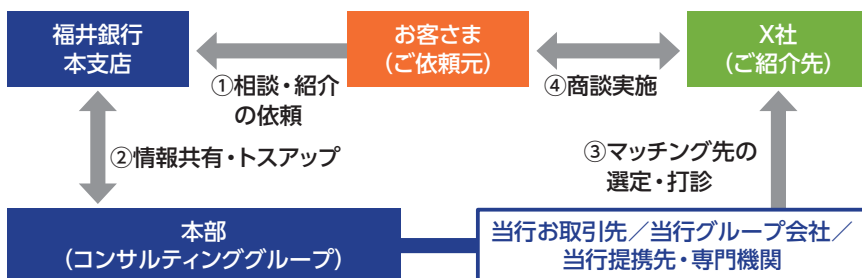 福井銀行
本支店
お客さま
（ご依頼元）
X社
（ご紹介先）
①相談・紹介
の依頼
④商談実施
②情報共有・トスアップ
③マッチング先の
選定・打診
本部
（コンサルティンググループ）
当行お取引先／当行グループ会社／
当行提携先・専門機関